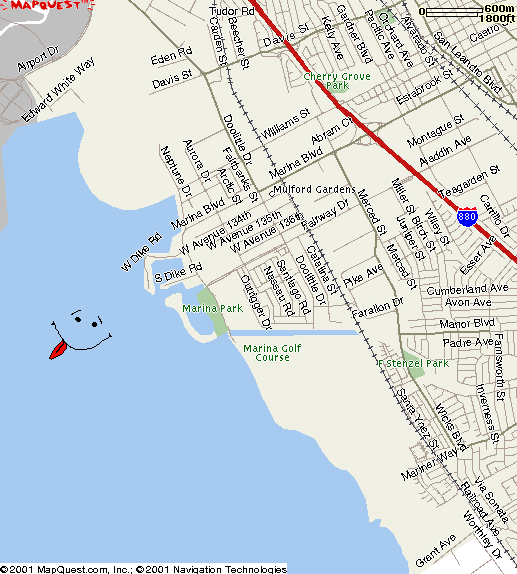 MAPQUEST
Tudor Rd
600m
1800ft
Airport Dr
Edward White Way
Eden Rd
Davis St
Davis St
Carden St
Beecher St
Kelly Ave
Gardner Blvd
Pacific Ave
Orchard Ave
Alvarado St
San Leandro Blvd
Castro
Cherry Grove
Park
Estabrook St
Williams St
Abram Ct
Montague St
Aladdin Ave
Teagarden St
Doolittle Dr
Neptune Dr
Aurora Dr
Fairbanks St
Arctic St
Marina Blvd
Marina Blvd
Mulford Gardens
W Avenue 134th
W Avenue 135th
W Avenue 136th
Fairway Dr
Merced St
Miller St
Birch St
Juniper St
Wiley St
Carrillo Dr
880
Esser Ave
W Dike Rd
S Dike Rd
Catalina St
Doolittle Dr
Santiago Rd
Nassau Rd
Outrigger Dr
Pike Ave
Merced St
Cumberland Ave
Avon Ave
Farallon Dr
Manor Blvd
Padre Ave
Marina Park
Marina Golf
Course
Stenzel Park
Farnsworth St
Inverness St
Santa Ynez St
Wicks Blvd
Mariner Way
Via Sonata
Railroad Ave
Worthley Dr
Grant Ave
©2001 MapQuest.com, Inc.; ©2001 Navigation Technologies